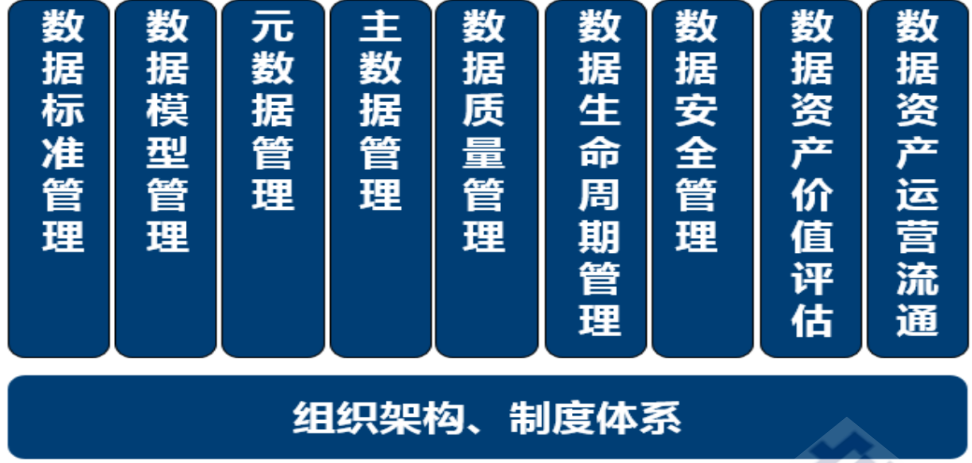 数据标准管理
数据模型管理
元数据管理
主数据管理
数据质量管理
数据生命周期管理
数据安全管理
数据资产价值评估
数据资产运营流通
组织架构、制度体系